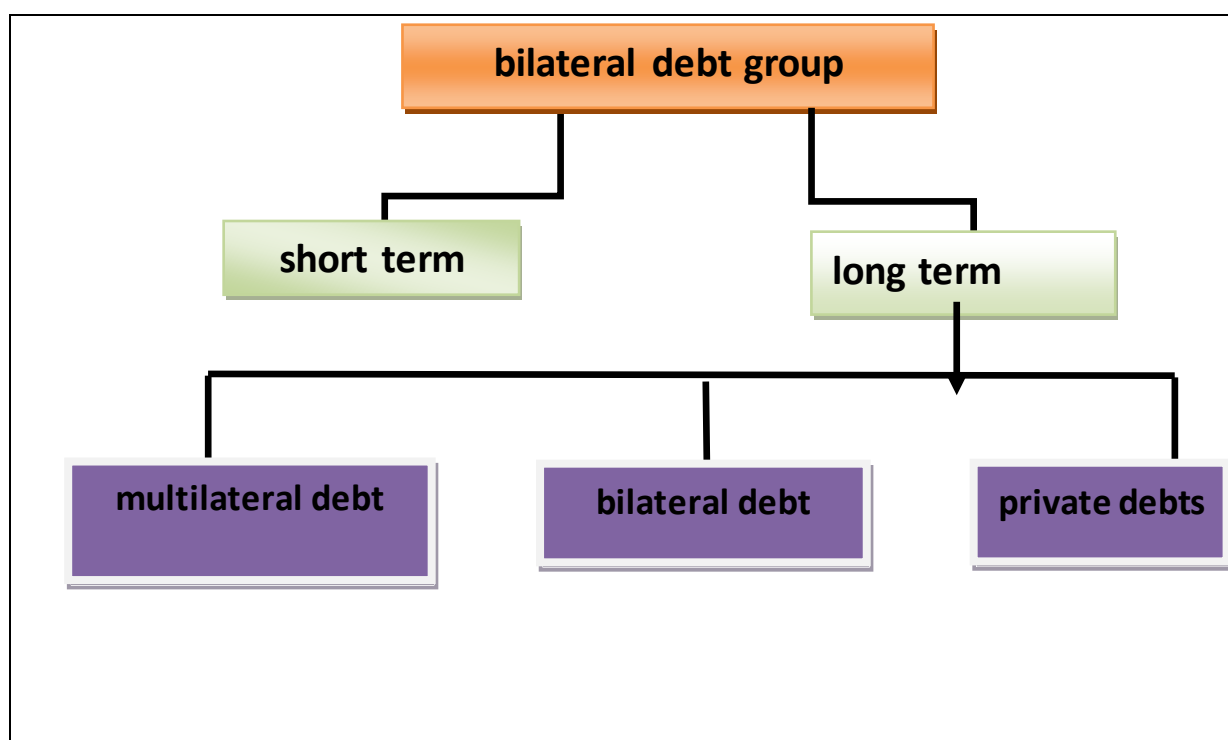 bilateral debt group
short term
long term
multilateral debt
bilateral debt
private debts